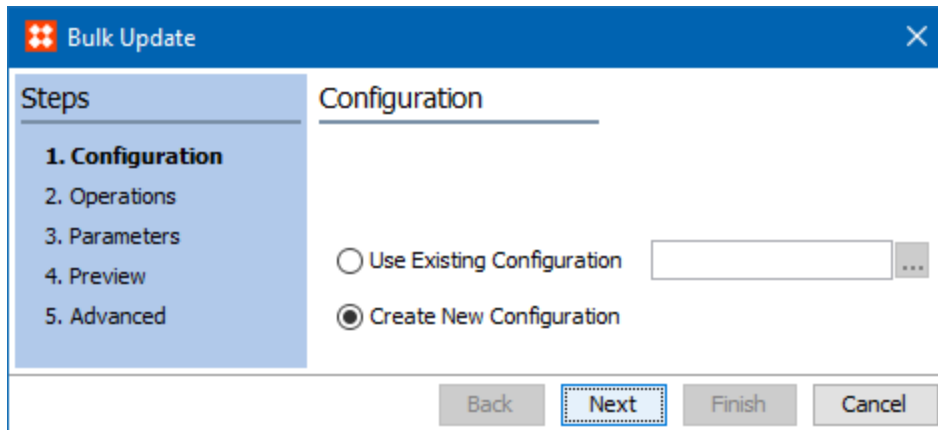 Bulk Update
Steps
1. Configuration
2. Operations
3. Parameters
4. Preview
5. Advanced
Configuration
Use Existing Configuration
...
Create New Configuration
Back
Next
Finish
Cancel